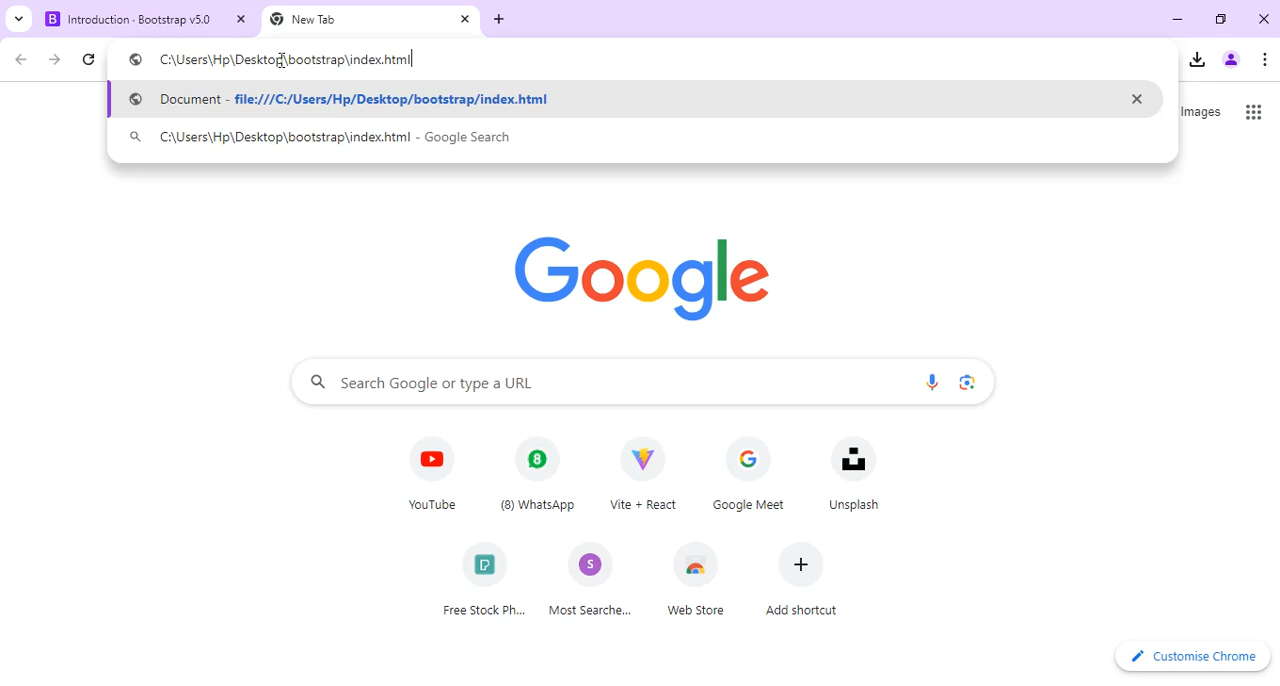 Introduction · Bootstrap v5.0
New Tab
C:\Users\Hp\Desktop\bootstrap\index.html
Document - file:///C:/Users/Hp/Desktop/bootstrap/index.html
C:\Users\Hp\Desktop\bootstrap\index.html - Google Search
Images
Google
Search Google or type a URL
YouTube
(8) WhatsApp
Vite + React
Google Meet
Unsplash
Free Stock Ph...
Most Searche...
Web Store
Add shortcut
Customise Chrome